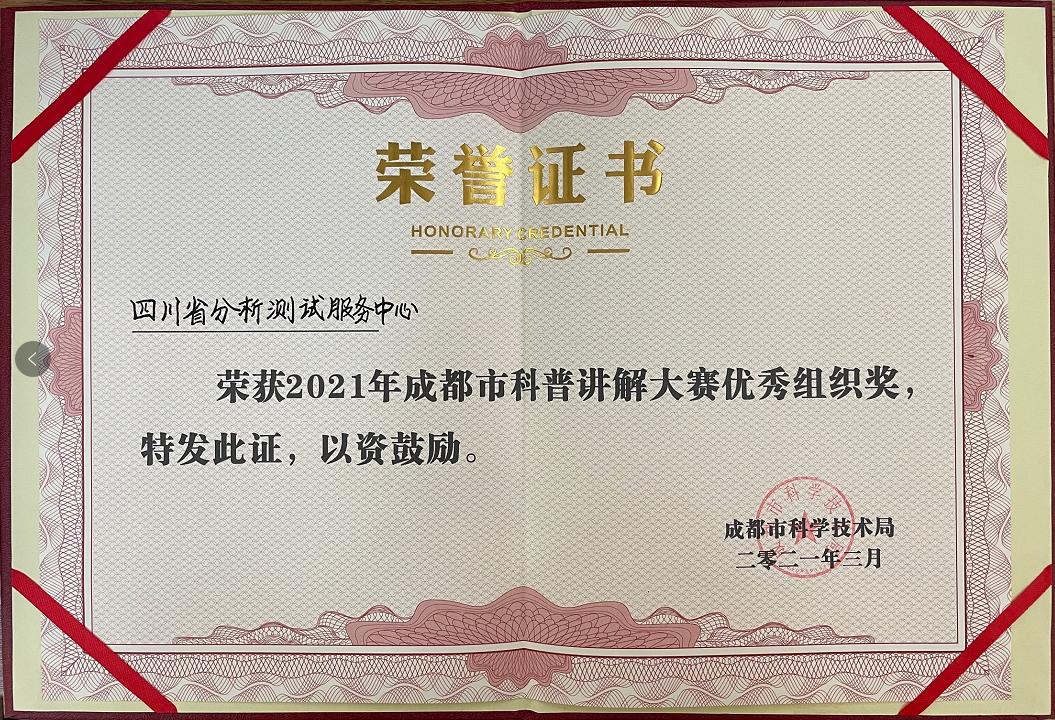 荣誉证书
HONORARY CREDENTIAL
四川省分析测试服务中心
荣获2021年成都市科普讲解大赛优秀组织奖，
特发此证，以资鼓励。
成都市科学技术局
二零二一年三月